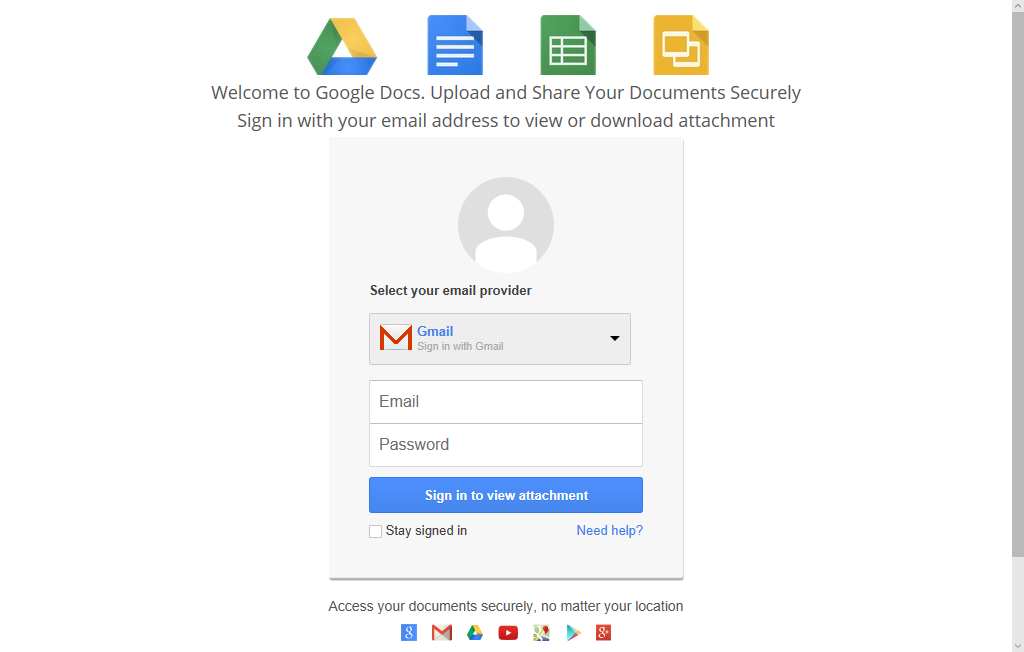 Welcome to Google Docs. Upload and Share Your Documents Securely
Sign in with your email address to view or download attachment
Select your email provider
Gmail
Sign in with Gmail
Email
Password
Sign in to view attachment
Stay signed in Need help?
Access your documents securely, no matter your location